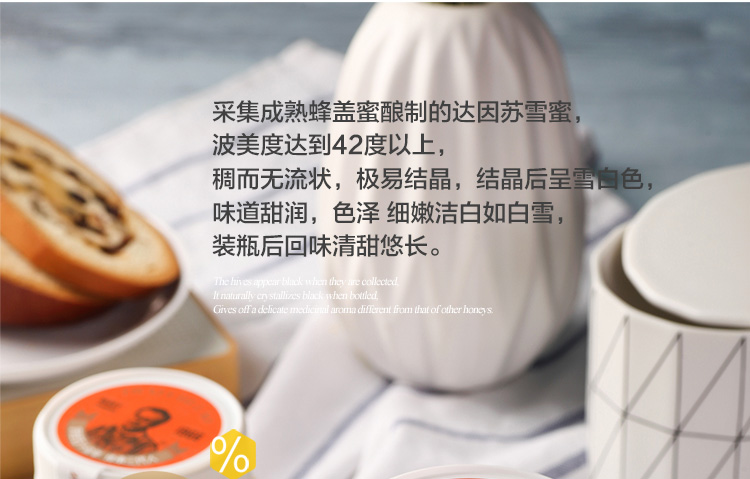 采集成熟蜂盖蜜酿制的达因苏雪蜜，
波美度达到42度以上，
稠而无流状，极易结晶，结晶后呈雪白色，
味道甜润，色泽 细嫩洁白如白雪，
装瓶后回味清甜悠长。
The hives appear black when they are collected,
It naturally crystallizes black when bottled,
Gives off a delicate medicinal aroma different from that of other honeys.
%